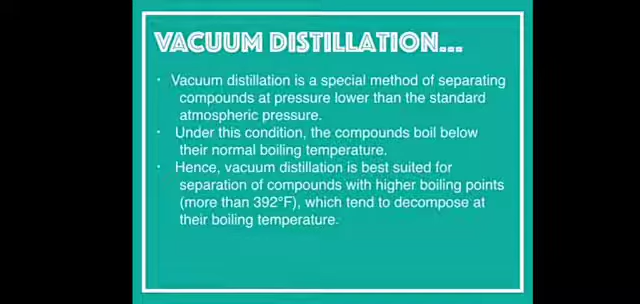 VACUUM DISTILLATION...
· Vacuum distillation is a special method of separating
compounds at pressure lower than the standard
atmospheric pressure.
· Under this condition, the compounds boil below
their normal boiling temperature.
· Hence, vacuum distillation is best suited for
separation of compounds with higher boiling points
(more than 392°F), which tend to decompose at
their boiling temperature.